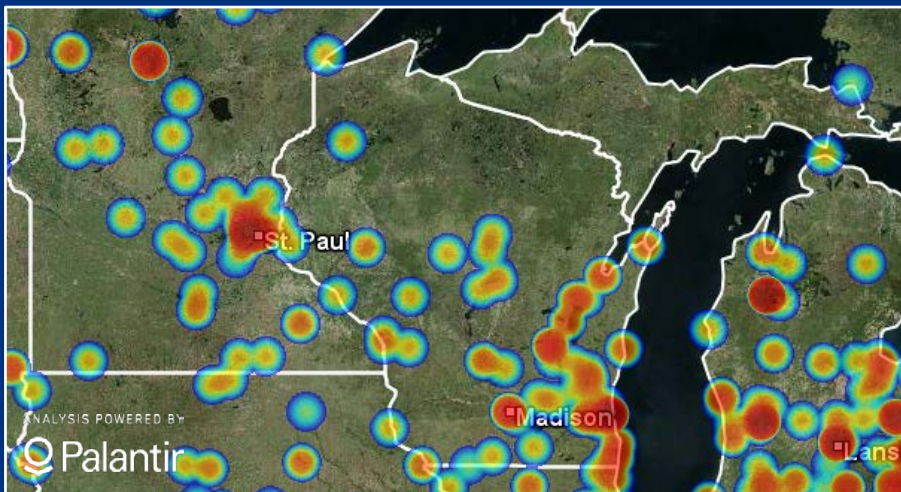 St. Paul
Madison
Lans
ANALYSIS POWERED BY
Palantir